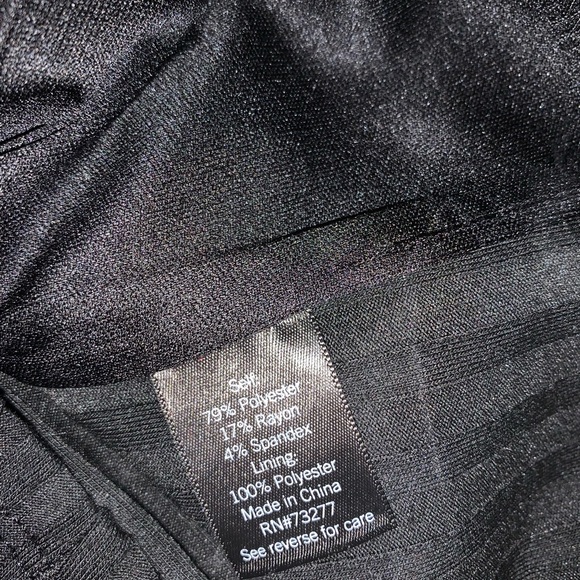 Self:
79% Polyester
17% Rayon
4% Spandex
Lining:
100% Polyester
Made in China
RN#73277
See reverse for care